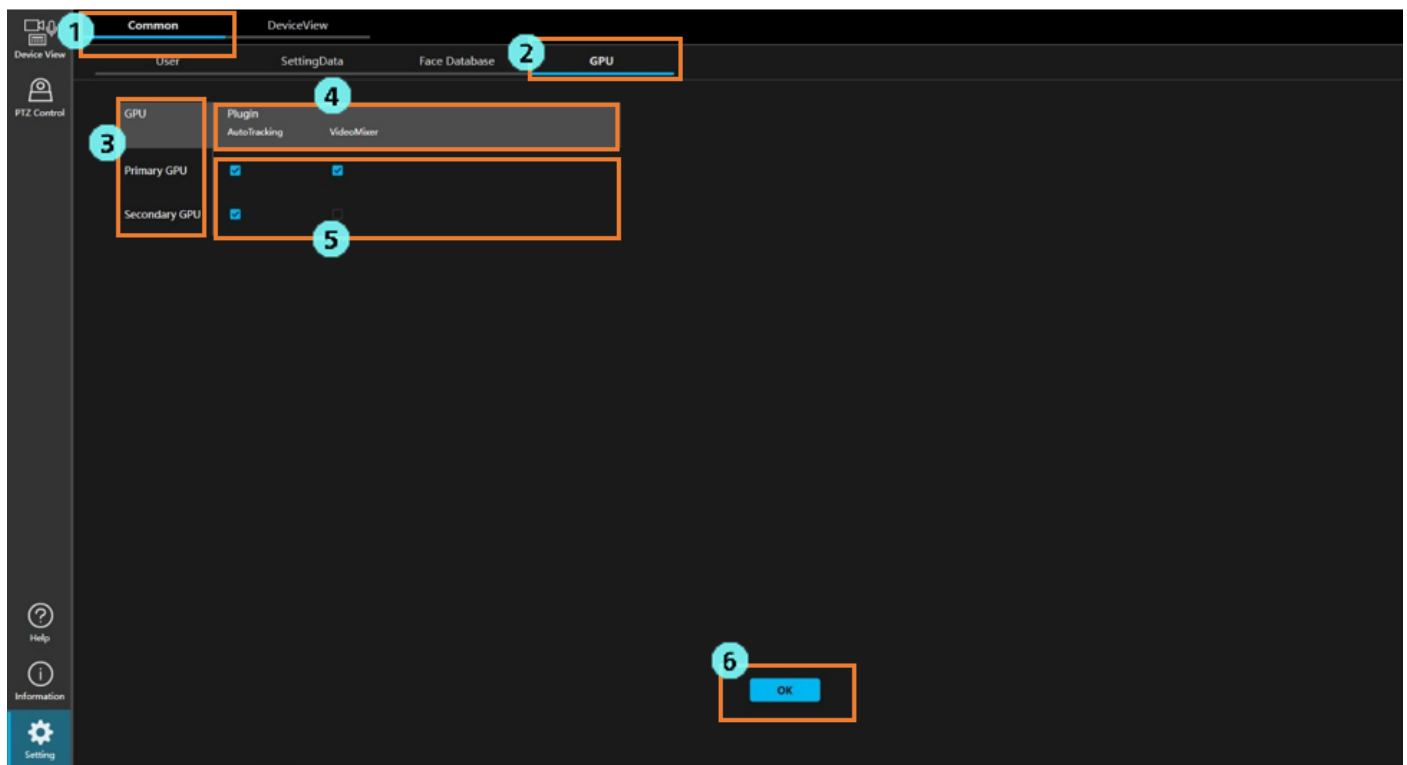 1
Common
DeviceView
Device View
2
User
SettingData
Face Database
GPU
4
PTZ Control
3
GPU
Plugin
AutoTracking
VideoMixer
Primary GPU
Secondary GPU
5
Help
6
Information
OK
Setting